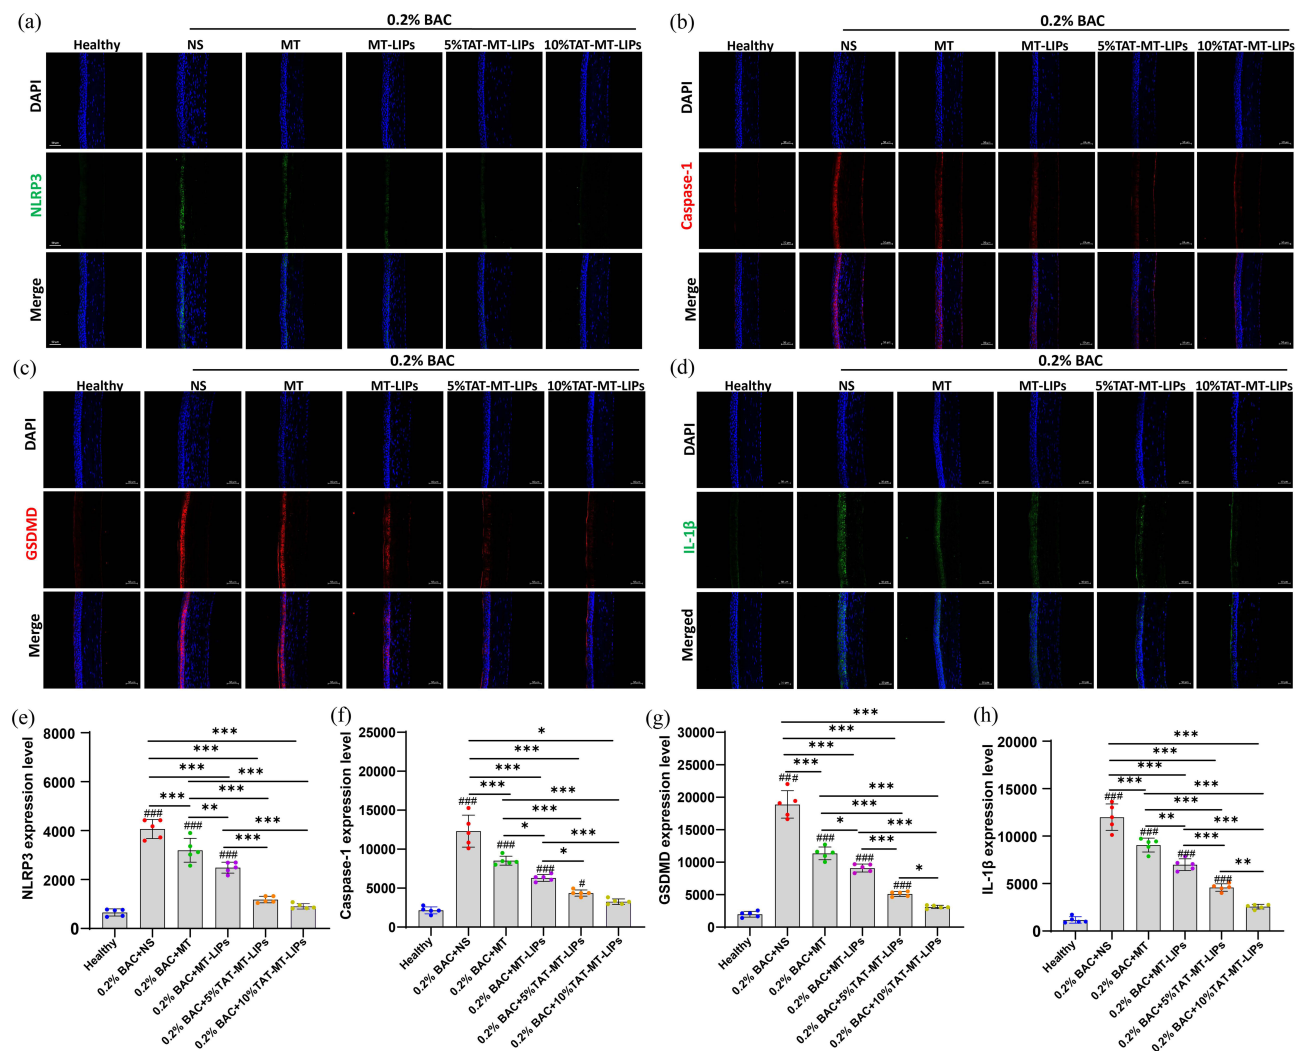 (a)
0.2% BAC
Healthy NS MT MT-LIPs 5%TAT-MT-LIPs 10%TAT-MT-LIPs
DAPI
NLRP3
Merge
(b)
0.2% BAC
Healthy NS MT MT-LIPs 5%TAT-MT-LIPs 10%TAT-MT-LIPs
DAPI
Caspase-1
Merge
(c)
0.2% BAC
Healthy NS MT MT-LIPs 5%TAT-MT-LIPs 10%TAT-MT-LIPs
DAPI
GSDMD
Merge
(d)
0.2% BAC
Healthy NS MT MT-LIPs 5%TAT-MT-LIPs 10%TAT-MT-LIPs
DAPI
IL-1β
Merged
(e)
NLRP3 expression level
8000
6000
4000
2000
0
***
***
*** ***
*** ** ***
***
***
### ### ###
Healthy
0.2% BAC+NS
0.2% BAC+MT
0.2% BAC+MT-LIPs
0.2% BAC+5%TAT-MT-LIPs
0.2% BAC+10%TAT-MT-LIPs
(f)
Caspase-1 expression level
25000
20000
15000
10000
5000
0
*
***
***
*** ***
***
* ***
*
### ### ### #
Healthy
0.2% BAC+NS
0.2% BAC+MT
0.2% BAC+MT-LIPs
0.2% BAC+5%TAT-MT-LIPs
0.2% BAC+10%TAT-MT-LIPs
(g)
GSDMD expression level
30000
25000
20000
15000
10000
5000
0
***
***
***
*** ***
***
* ***
***
*
### ### ### ###
Healthy
0.2% BAC+NS
0.2% BAC+MT
0.2% BAC+MT-LIPs
0.2% BAC+5%TAT-MT-LIPs
0.2% BAC+10%TAT-MT-LIPs
(h)
IL-1β expression level
20000
15000
10000
5000
0
***
***
***
*** ***
***
** ***
***
**
### ### ### ###
Healthy
0.2% BAC+NS
0.2% BAC+MT
0.2% BAC+MT-LIPs
0.2% BAC+5%TAT-MT-LIPs
0.2% BAC+10%TAT-MT-LIPs